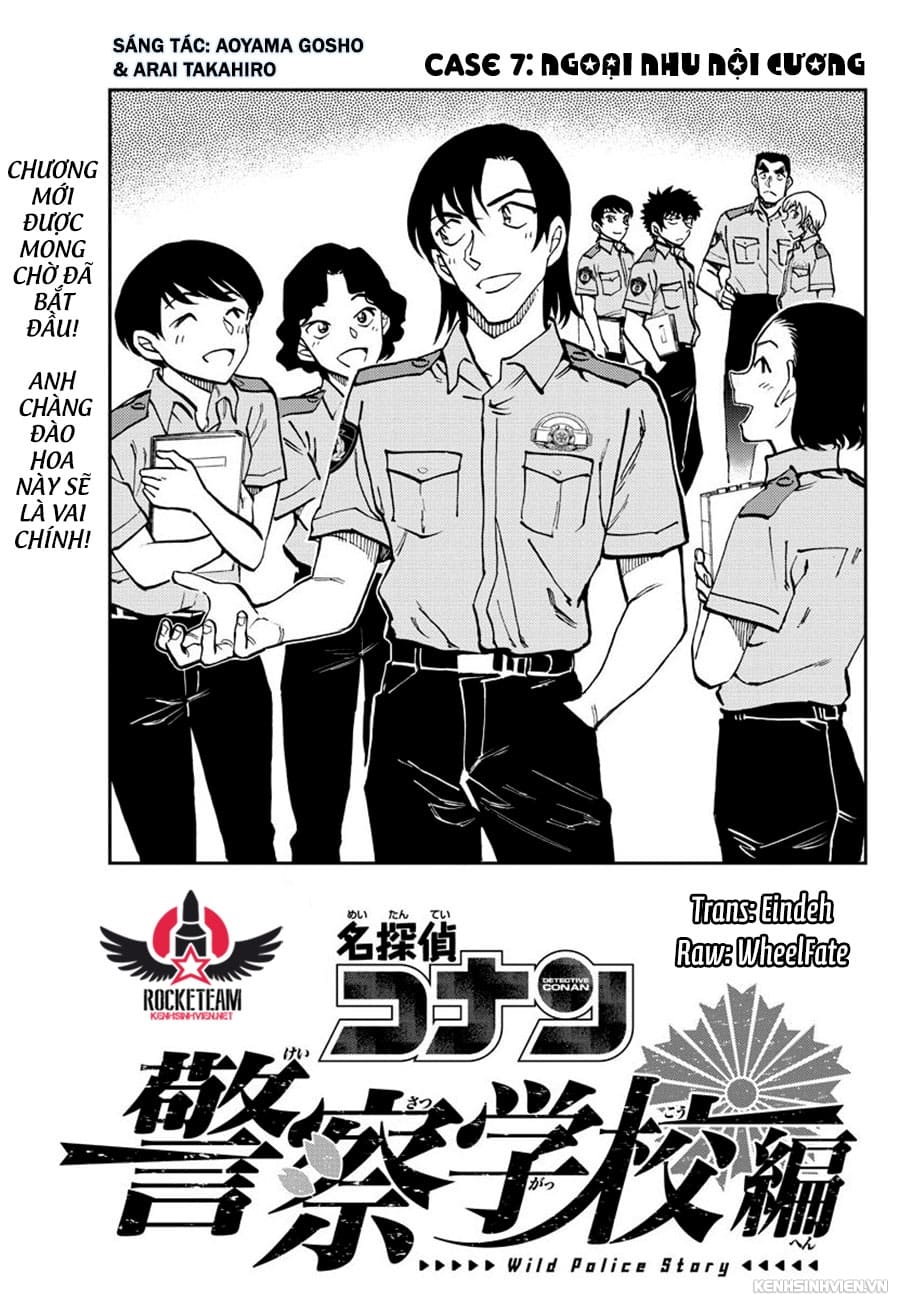 SÁNG TÁC: AOYAMA GOSHO
& ARAI TAKAHIRO
CASE 7: NGOẠI NHU NỘI CƯƠNG
CHƯƠNG
MỚI
ĐƯỢC
MONG
CHỜ ĐÃ
BẮT
ĐẦU!
ANH
CHÀNG
ĐÀO
HOA
NÀY SẼ
LÀ VAI
CHÍNH!
ROCKETEAM
KENHSINHVIEN.NET
Trans: Eindeh
Raw: WheelFate
めいたんてい
名探偵
コナン
DETECTIVE
CONAN
けいさつがっこうへん
警察学校編
Wild Police Story
KENHSINHVIEN.VN